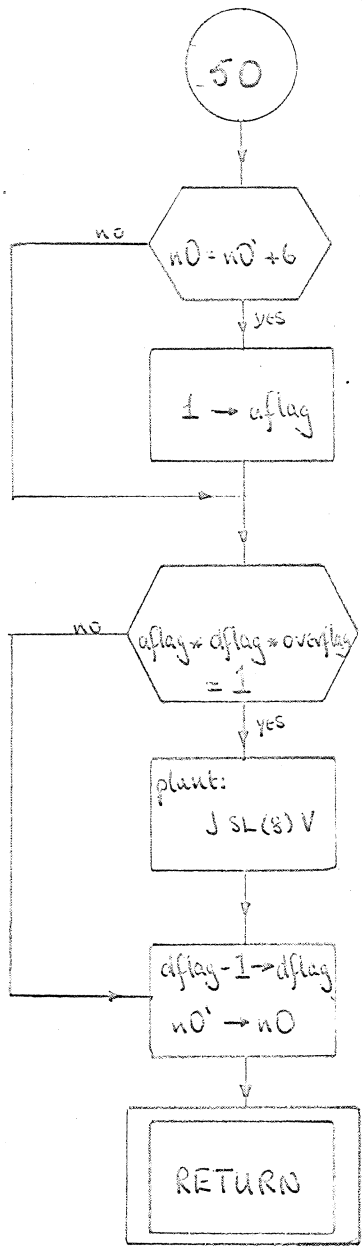 50
no
n0 = n0' + 6
yes
1 → aflag
no
aflag * dflag * overflag
= 1
yes
plant:
JSL(8)V
dflag-1→dflag
n0' → n0
RETURN